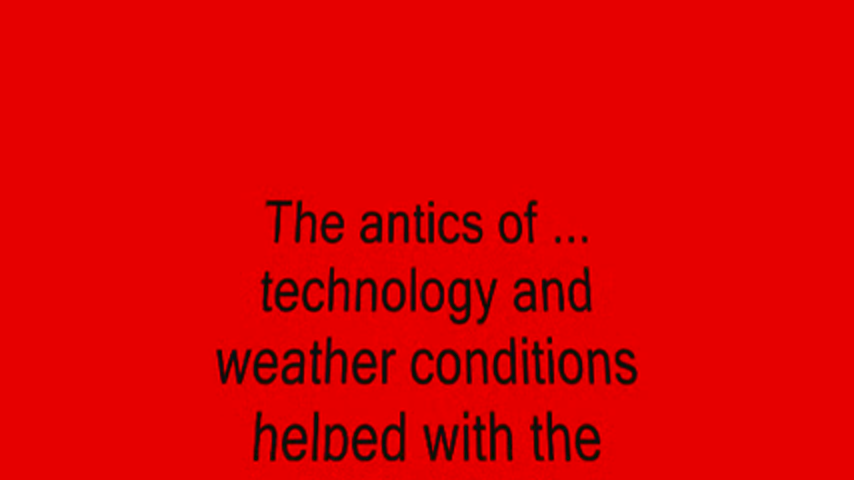 The antics of ...
technology and
weather conditions
helped with the